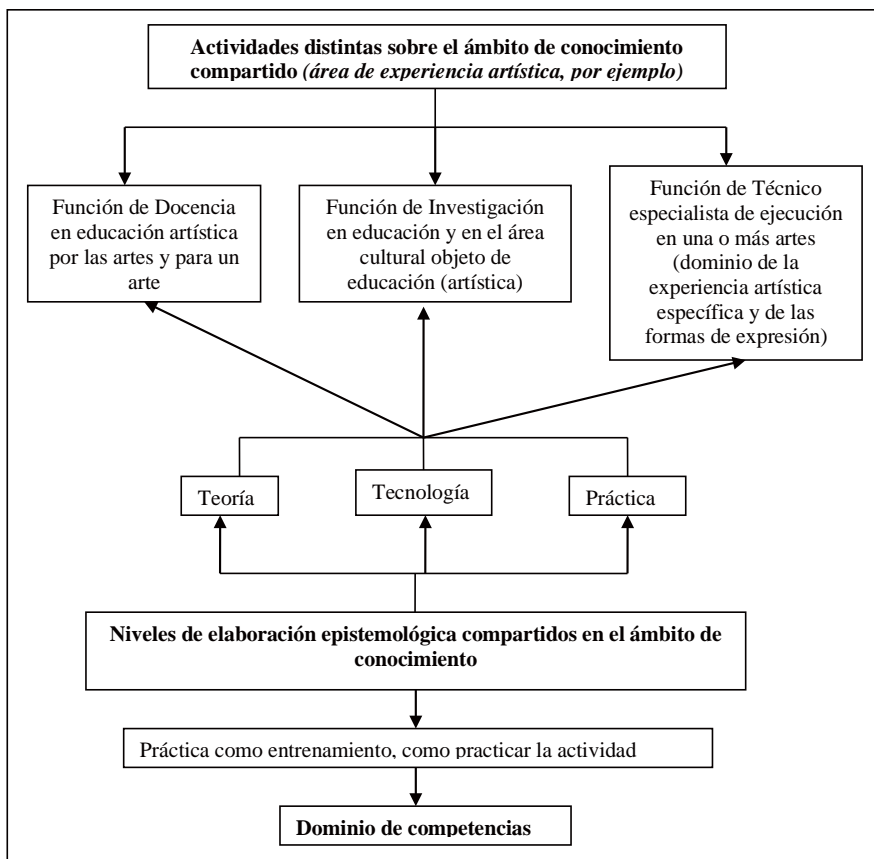 Actividades distintas sobre el ámbito de conocimiento
compartido (área de experiencia artística, por ejemplo)
Función de Docencia
en educación artística
por las artes y para un
arte
Función de Investigación
en educación y en el área
cultural objeto de
educación (artística)
Función de Técnico
especialista de ejecución
en una o más artes
(dominio de la
experiencia artística
específica y de las
formas de expresión)
Teoría
Tecnología
Práctica
Niveles de elaboración epistemológica compartidos en el ámbito de
conocimiento
Práctica como entrenamiento, como practicar la actividad
Dominio de competencias